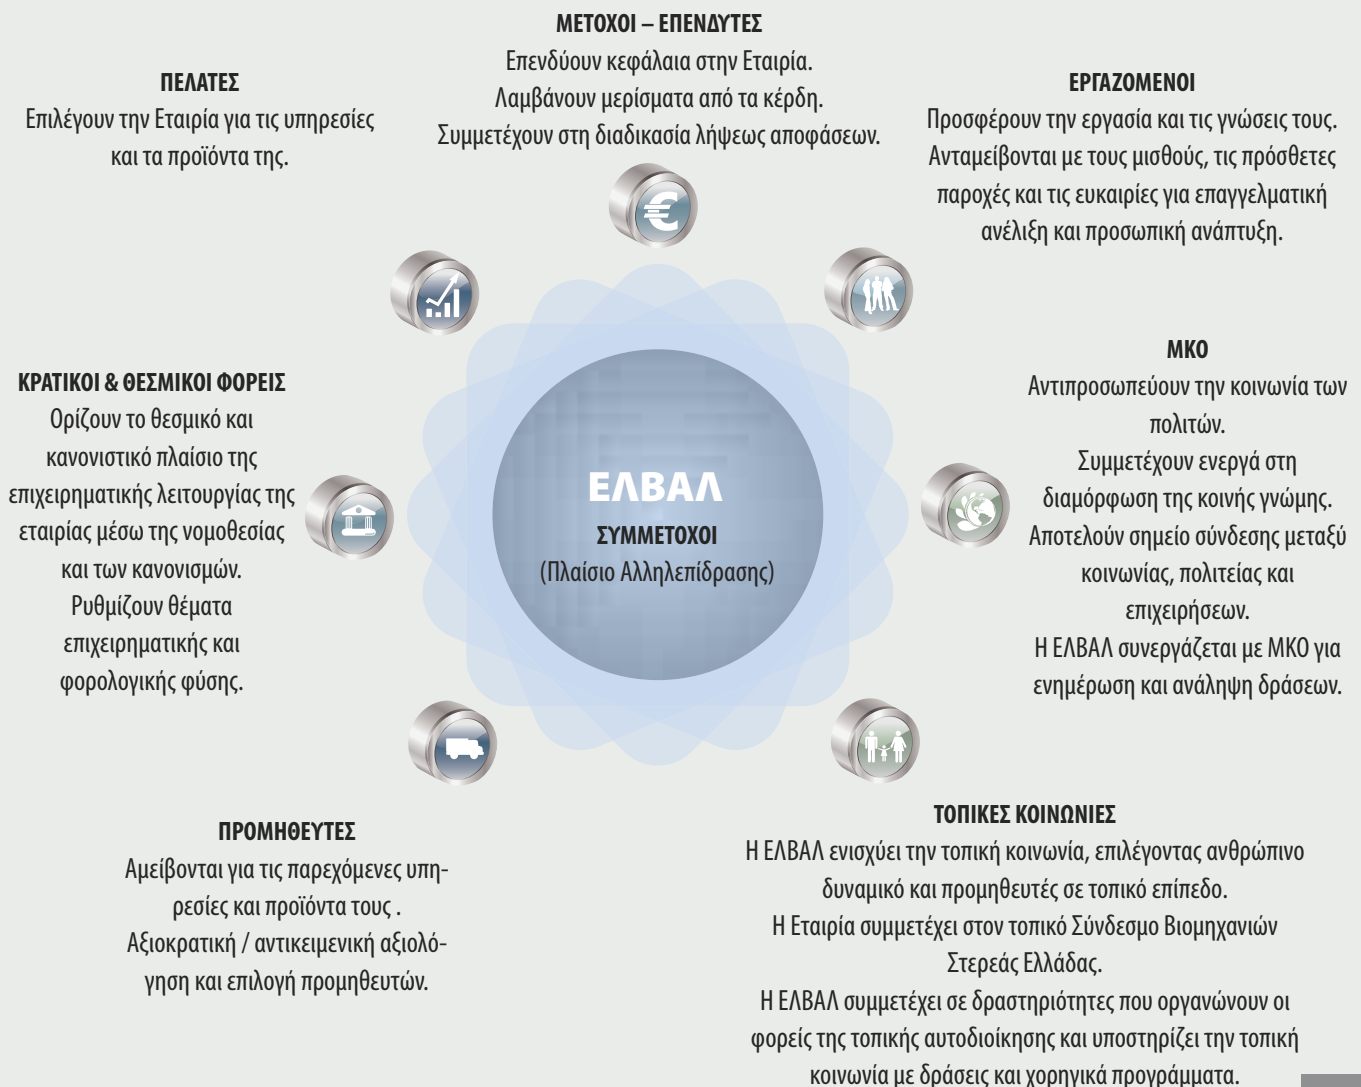 ΜΕΤΟΧΟΙ – ΕΠΕΝΔΥΤΕΣ
Επενδύουν κεφάλαια στην Εταιρία.
Λαμβάνουν μερίσματα από τα κέρδη.
Συμμετέχουν στη διαδικασία λήψεως αποφάσεων.
ΠΕΛΑΤΕΣ
Επιλέγουν την Εταιρία για τις υπηρεσίες
και τα προϊόντα της.
ΕΡΓΑΖΟΜΕΝΟΙ
Προσφέρουν την εργασία και τις γνώσεις τους.
Ανταμείβονται με τους μισθούς, τις πρόσθετες
παροχές και τις ευκαιρίες για επαγγελματική
ανέλιξη και προσωπική ανάπτυξη.
€
ΚΡΑΤΙΚΟΙ & ΘΕΣΜΙΚΟΙ ΦΟΡΕΙΣ
Ορίζουν το θεσμικό και
κανονιστικό πλαίσιο της
επιχειρηματικής λειτουργίας της
εταιρίας μέσω της νομοθεσίας
και των κανονισμών.
Ρυθμίζουν θέματα
επιχειρηματικής και
φορολογικής φύσης.
ΕΛΒΑΛ
ΣΥΜΜΕΤΟΧΟΙ
(Πλαίσιο Αλληλεπίδρασης)
ΜΚΟ
Αντιπροσωπεύουν την κοινωνία των
πολιτών.
Συμμετέχουν ενεργά στη
διαμόρφωση της κοινής γνώμης.
Αποτελούν σημείο σύνδεσης μεταξύ
κοινωνίας, πολιτείας και
επιχειρήσεων.
Η ΕΛΒΑΛ συνεργάζεται με ΜΚΟ για
ενημέρωση και ανάληψη δράσεων.
ΠΡΟΜΗΘΕΥΤΕΣ
Αμείβονται για τις παρεχόμενες υπη-
ρεσίες και προϊόντα τους .
Αξιοκρατική / αντικειμενική αξιολό-
γηση και επιλογή προμηθευτών.
ΤΟΠΙΚΕΣ ΚΟΙΝΩΝΙΕΣ
Η ΕΛΒΑΛ ενισχύει την τοπική κοινωνία, επιλέγοντας ανθρώπινο
δυναμικό και προμηθευτές σε τοπικό επίπεδο.
Η Εταιρία συμμετέχει στον τοπικό Σύνδεσμο Βιομηχανιών
Στερεάς Ελλάδας.
Η ΕΛΒΑΛ συμμετέχει σε δραστηριότητες που οργανώνουν οι
φορείς της τοπικής αυτοδιοίκησης και υποστηρίζει την τοπική
κοινωνία με δράσεις και χορηγικά προγράμματα.